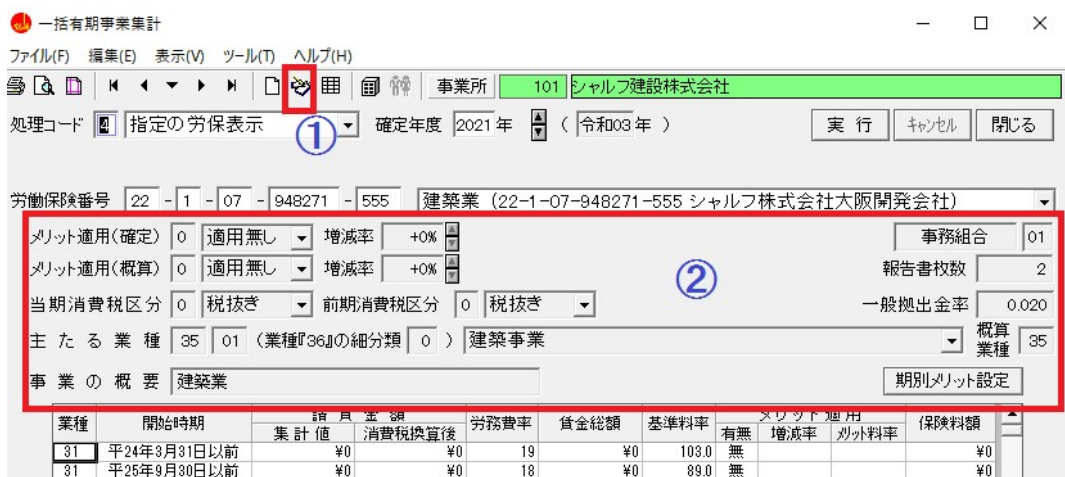 一括有期事業集計
ファイル(F) 編集(E) 表示(V) ツール(T) ヘルプ(H)
事業所 101 シャルフ建設株式会社
①
処理コード 4 指定の労保表示 確定年度 2021 年 ( 令和03 年 ) 実 行 キャンセル 閉じる
労働保険番号 22 - 1 - 07 - 948271 - 555 建築業 (22-1-07-948271-555 シャルフ株式会社大阪開発会社)
メリット適用(確定) 0 適用無し 増減率 +0% 事務組合 01
メリット適用(概算) 0 適用無し 増減率 +0% ② 報告書枚数 2
当期消費税区分 0 税抜き 前期消費税区分 0 税抜き 一般拠出金率 0.020
主 た る 業 種 35 01 (業種『36』の細分類 0 ) 建築事業 概算業種 35
事 業 の 概 要 建築業 期別メリット設定
業種 開始時期 請 負 金 額 労務費率 賃金総額 基準料率 メリット適用 保険料額
集 計 値 消費税換算後 有無 増減率 メリット料率
31 平24年3月31日以前 ¥0 ¥0 19 ¥0 103.0 無 ¥0
31 平25年9月30日以前 ¥0 ¥0 18 ¥0 89.0 無 ¥0